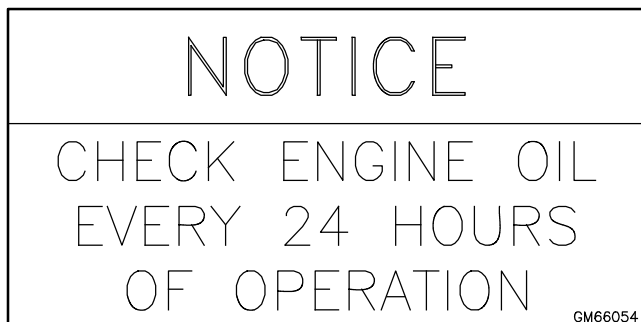 NOTICE
CHECK ENGINE OIL
EVERY 24 HOURS
OF OPERATION
GM66054